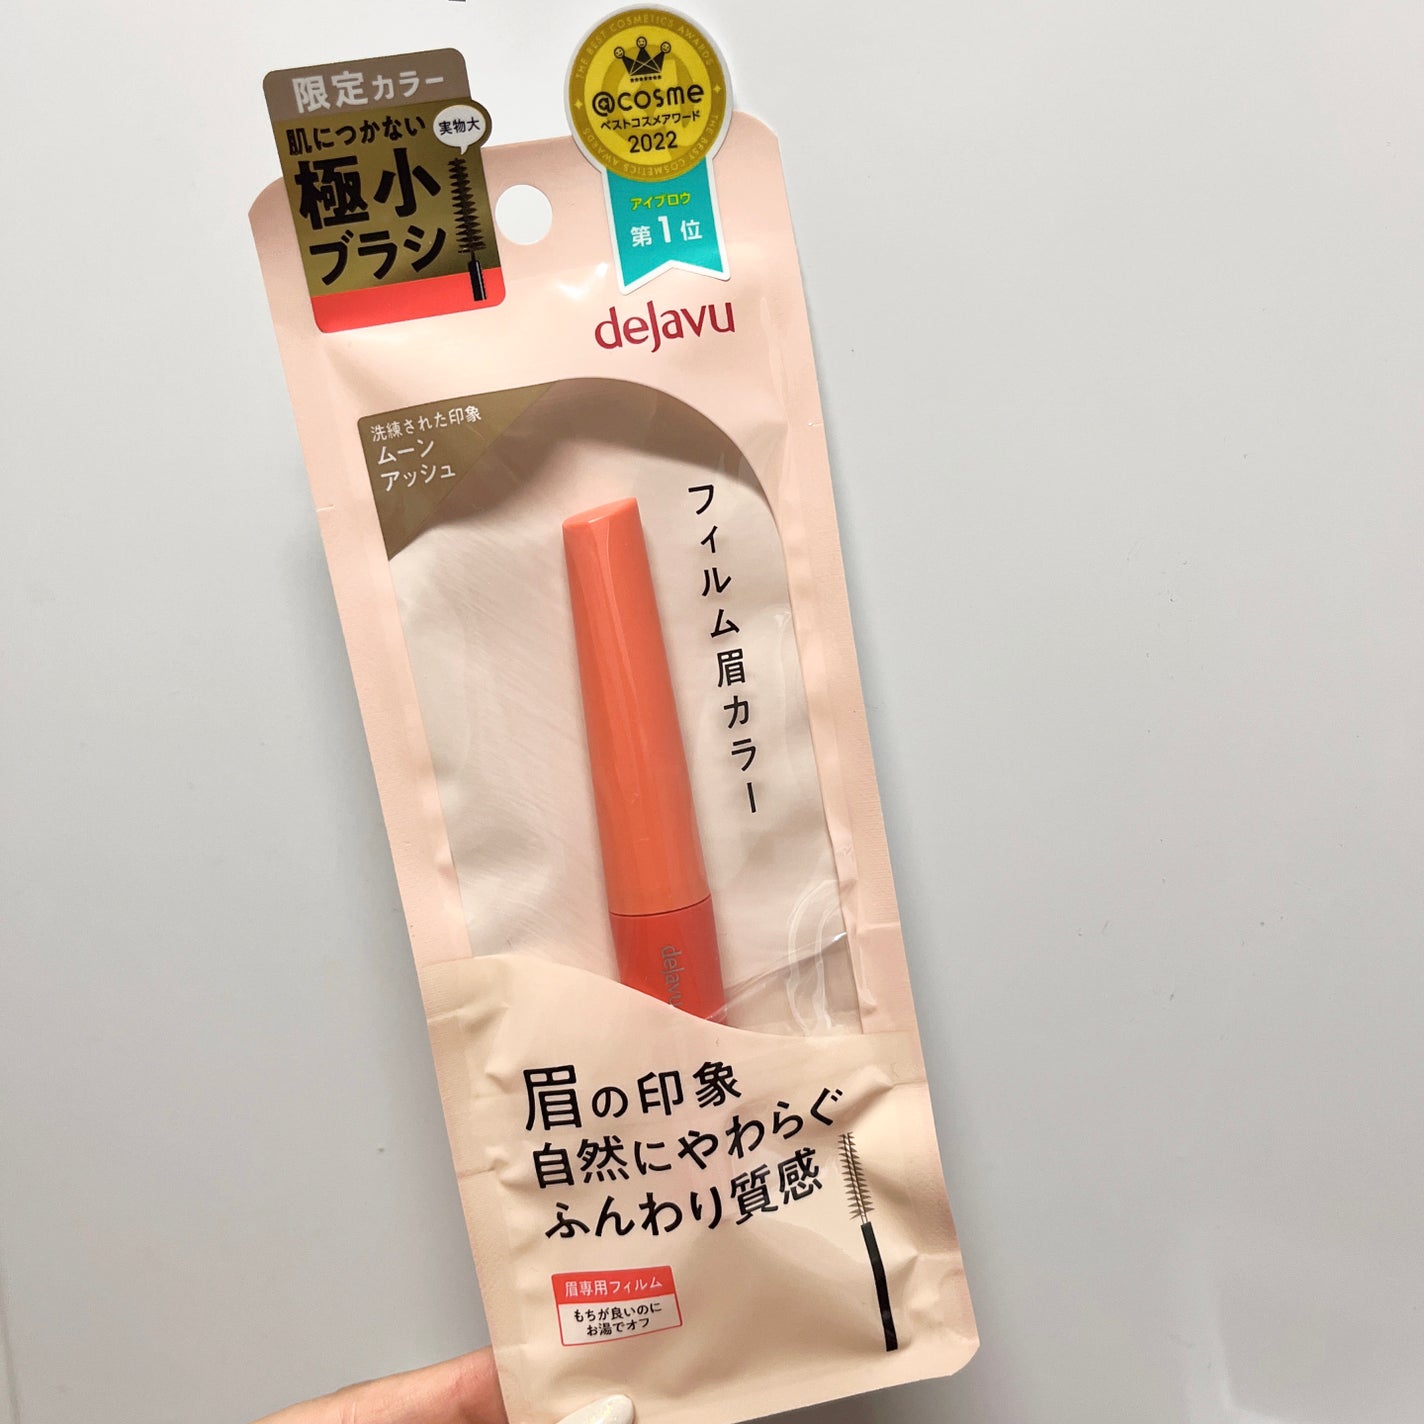 限定カラー
肌につかない
実物大
極小
ブラシ
THE BEST COSMETICS AWARDS
THE BEST COSMETICS AWARDS
@cosme
ベストコスメアワード
2022
アイブロウ
第1位
dejavu
洗練された印象
ムーン
アッシュ
フィルム眉カラー
dejavu
眉の印象
自然にやわらぐ
ふんわり質感
眉専用フィルム
もちが良いのに
お湯でオフ